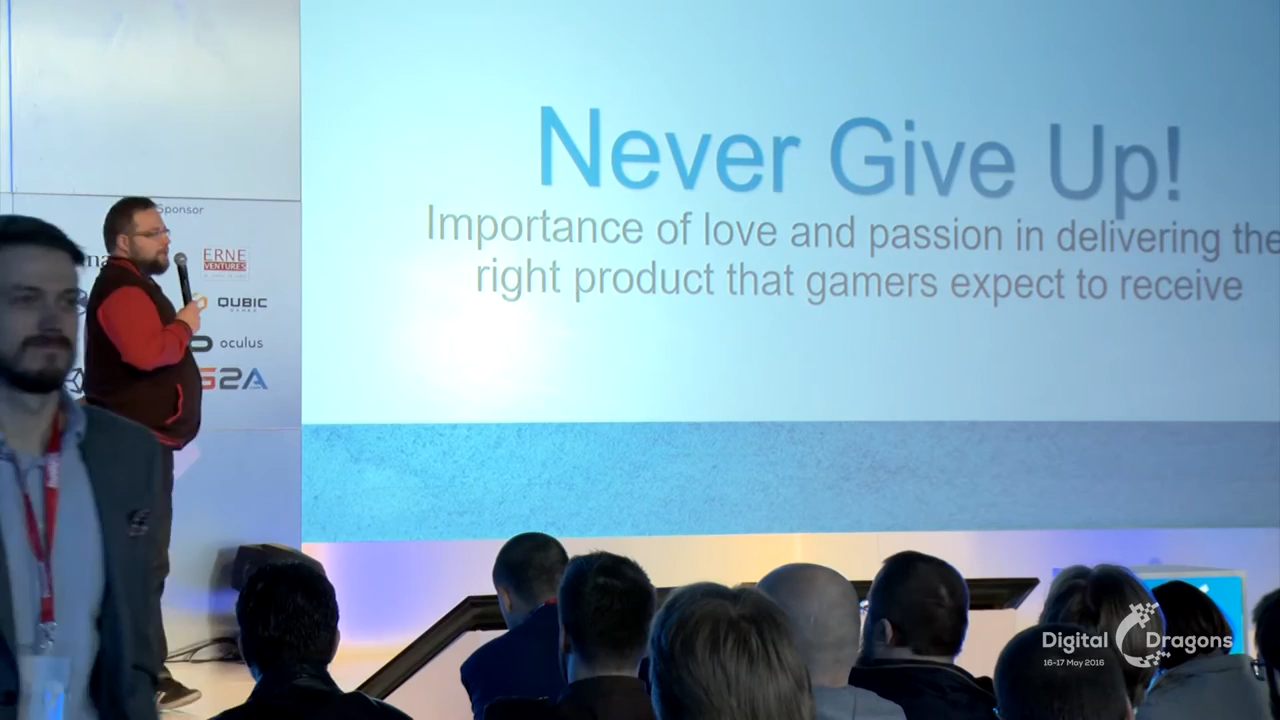 Never Give Up!
Importance of love and passion in delivering the
right product that gamers expect to receive
Sponsor
ERNE
VENTURES
QUBIC
GAMES
oculus
G2A
Digital Dragons
16-17 May 2016